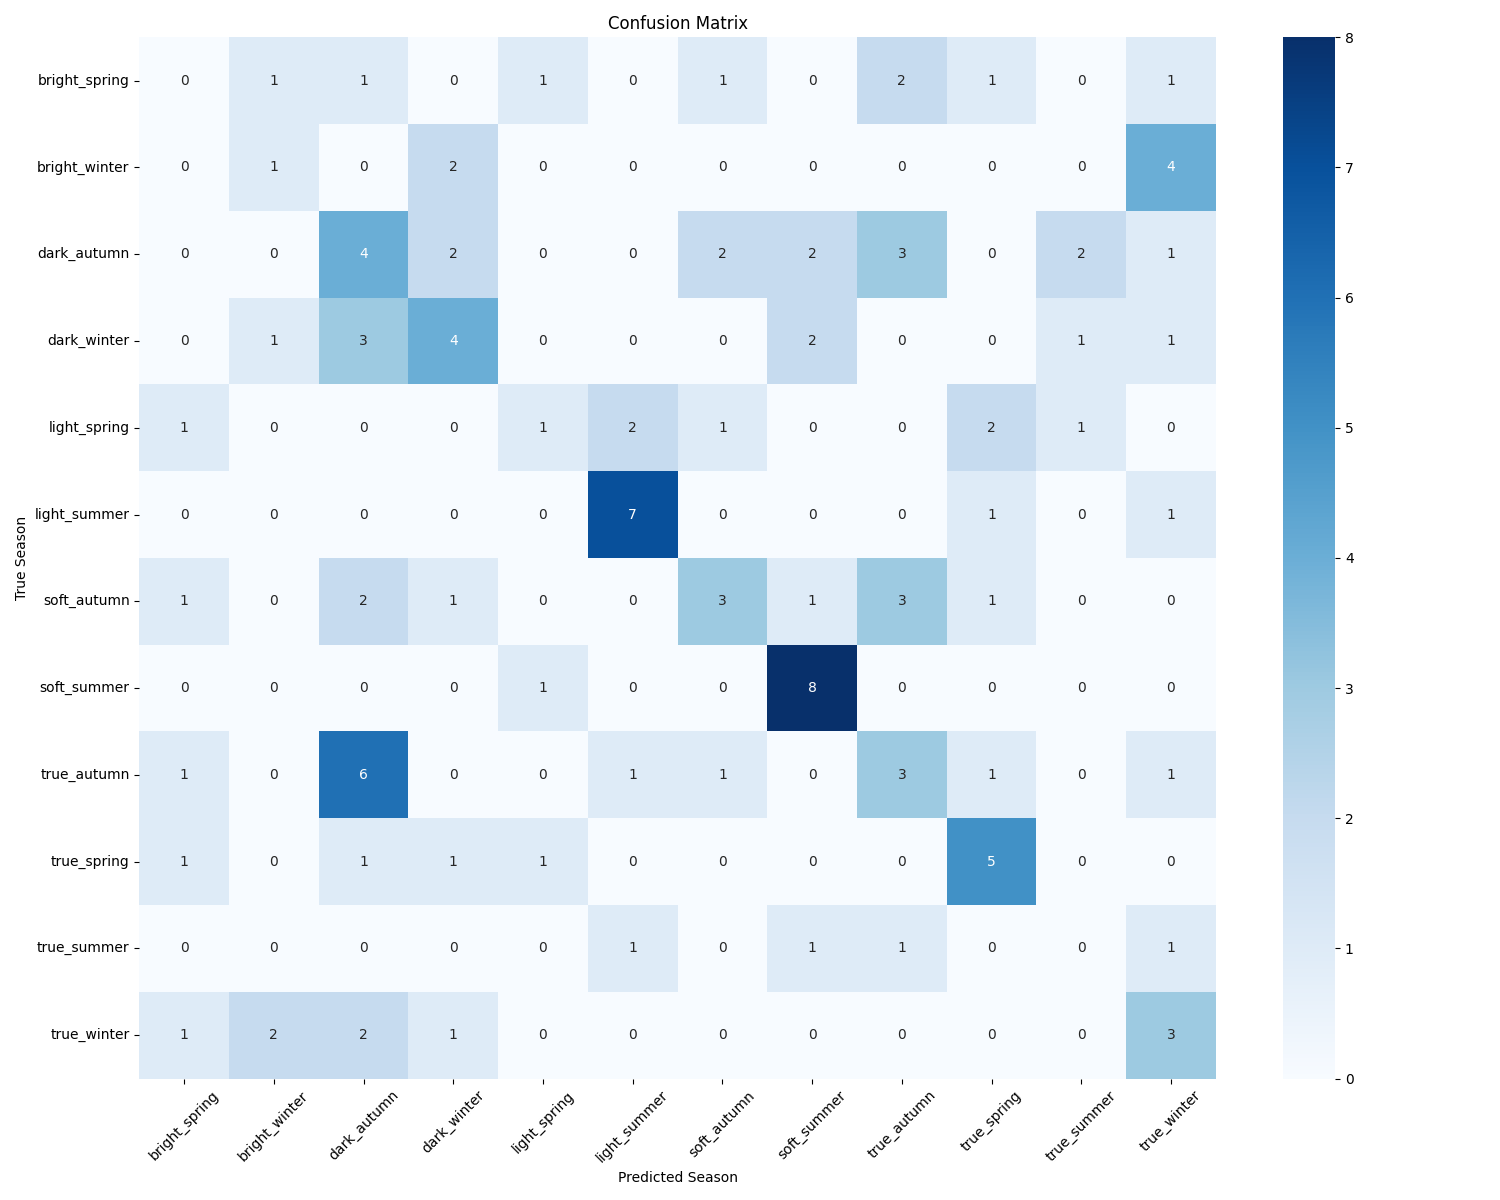 Confusion Matrix
True Season
bright_spring 0 1 1 0 1 0 1 0 2 1 0 1
bright_winter 0 1 0 2 0 0 0 0 0 0 0 4
dark_autumn 0 0 4 2 0 0 2 2 3 0 2 1
dark_winter 0 1 3 4 0 0 0 2 0 0 1 1
light_spring 1 0 0 0 1 2 1 0 0 2 1 0
light_summer 0 0 0 0 0 7 0 0 0 1 0 1
soft_autumn 1 0 2 1 0 0 3 1 3 1 0 0
soft_summer 0 0 0 0 1 0 0 8 0 0 0 0
true_autumn 1 0 6 0 0 1 1 0 3 1 0 1
true_spring 1 0 1 1 1 0 0 0 0 5 0 0
true_summer 0 0 0 0 0 1 0 1 1 0 0 1
true_winter 1 2 2 1 0 0 0 0 0 0 0 3
bright_spring bright_winter dark_autumn dark_winter light_spring light_summer soft_autumn soft_summer true_autumn true_spring true_summer true_winter
Predicted Season
8
7
6
5
4
3
2
1
0